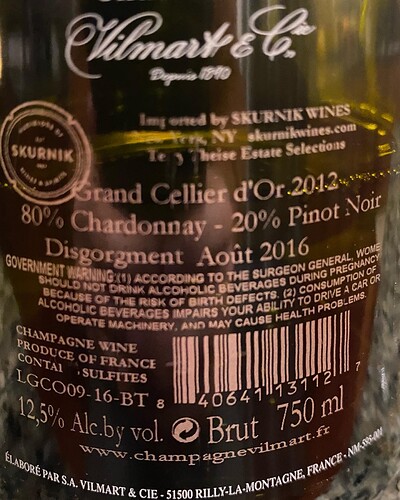 Vilmart & Cie
Depuis 1890
SKURNIK
WINES & SPIRITS
Imported by SKURNIK WINES
NY skurnikwines.com
Theise Estate Selections
Grand Cellier d'Or 2012
80% Chardonnay - 20% Pinot Noir
Disgorgment Août 2016
GOVERNMENT WARNING: (1) ACCORDING TO THE SURGEON GENERAL, WOME
SHOULD NOT DRINK ALCOHOLIC BEVERAGES DURING PREGNANCY
BECAUSE OF THE RISK OF BIRTH DEFECTS. (2) CONSUMPTION OF
ALCOHOLIC BEVERAGES IMPAIRS YOUR ABILITY TO DRIVE A CAR OR
OPERATE MACHINERY, AND MAY CAUSE HEALTH PROBLEMS.
CHAMPAGNE WINE
PRODUCE OF FRANCE
SULFITES
LGCO09-16-BT
8 40641 13112 7
12,5% Alc.by vol. Brut 750 ml
www.champagnevilmart.fr
ÉLABORÉ PAR S.A. VILMART & CIE - 51500 RILLY-LA-MONTAGNE, FRANCE